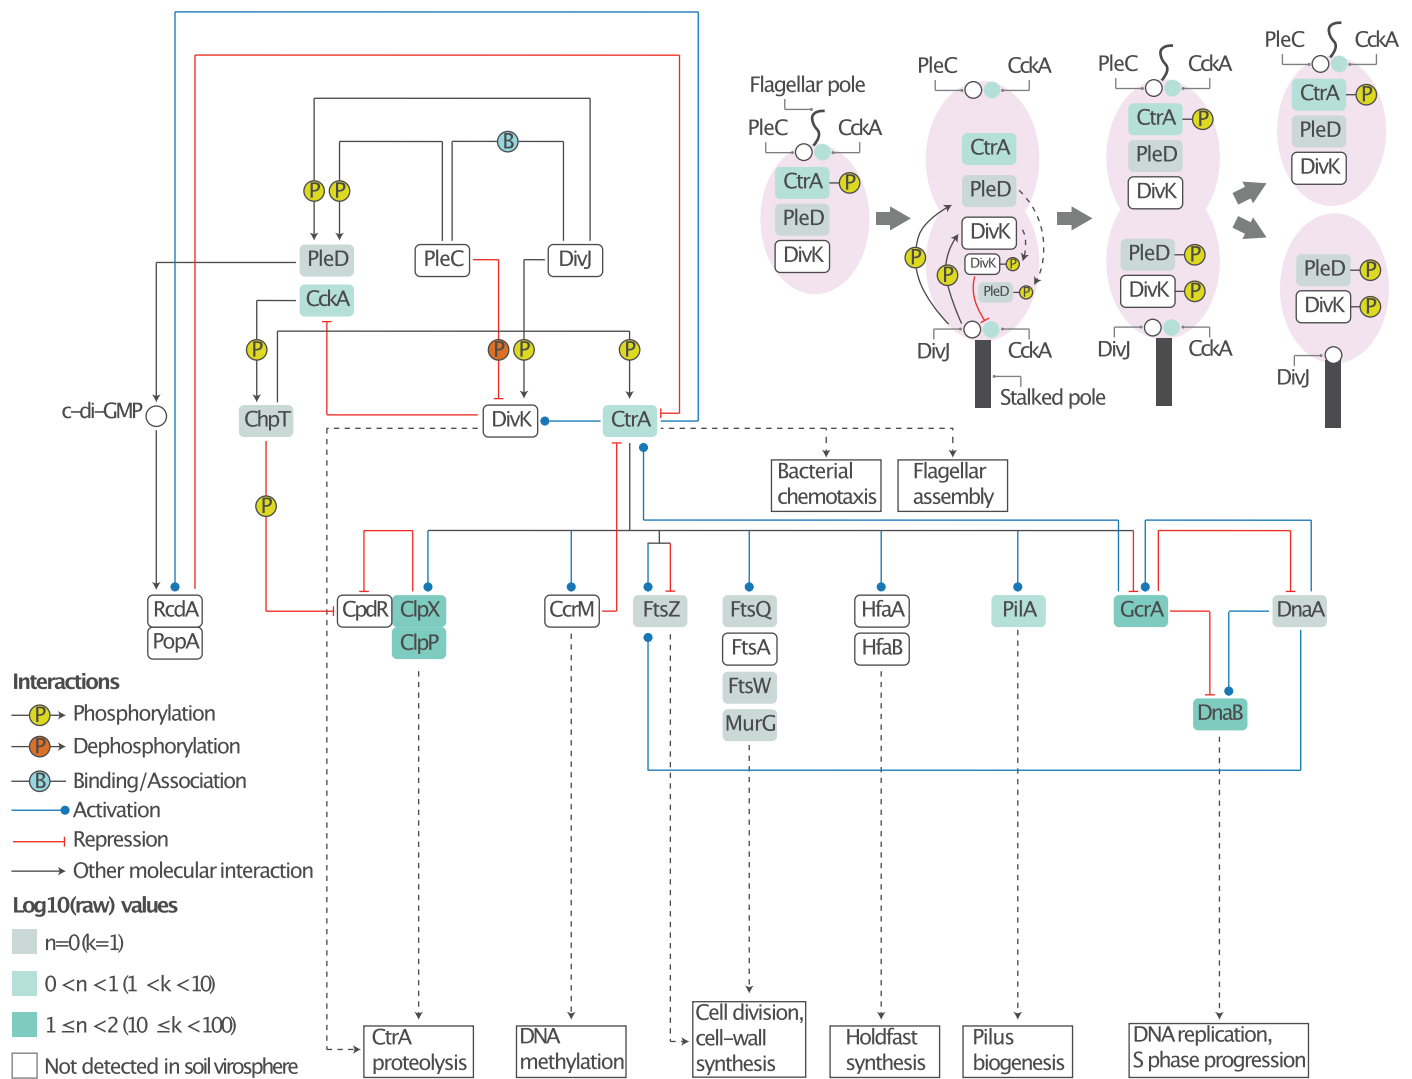 PleC
CckA
PleC
CckA
PleC
CckA
Flagellar pole
PleC
CckA
CtrA
P
PleD
DivK
CtrA
PleD
DivK
DivK
P
PleD
P
P
P
DivJ
CckA
Stalked pole
CtrA
P
PleD
DivK
PleD
P
DivK
P
DivJ
CckA
CtrA
P
PleD
DivK
PleD
P
DivK
P
DivJ
B
P
P
PleD
PleC
DivJ
CckA
P
P
P
P
c-di-GMP
ChpT
DivK
CtrA
Bacterial
chemotaxis
Flagellar
assembly
P
RcdA
PopA
CpdR
ClpX
ClpP
CcrM
FtsZ
FtsQ
FtsA
FtsW
MurG
HfaA
HfaB
PilA
GcrA
DnaA
DnaB
Interactions
P Phosphorylation
P Dephosphorylation
B Binding/Association
Activation
Repression
Other molecular interaction
Log10(raw) values
n=0(k=1)
0 <n <1 (1 <k <10)
1 ≤n <2 (10 ≤k <100)
Not detected in soil virosphere
CtrA
proteolysis
DNA
methylation
Cell division,
cell-wall
synthesis
Holdfast
synthesis
Pilus
biogenesis
DNA replication,
S phase progression